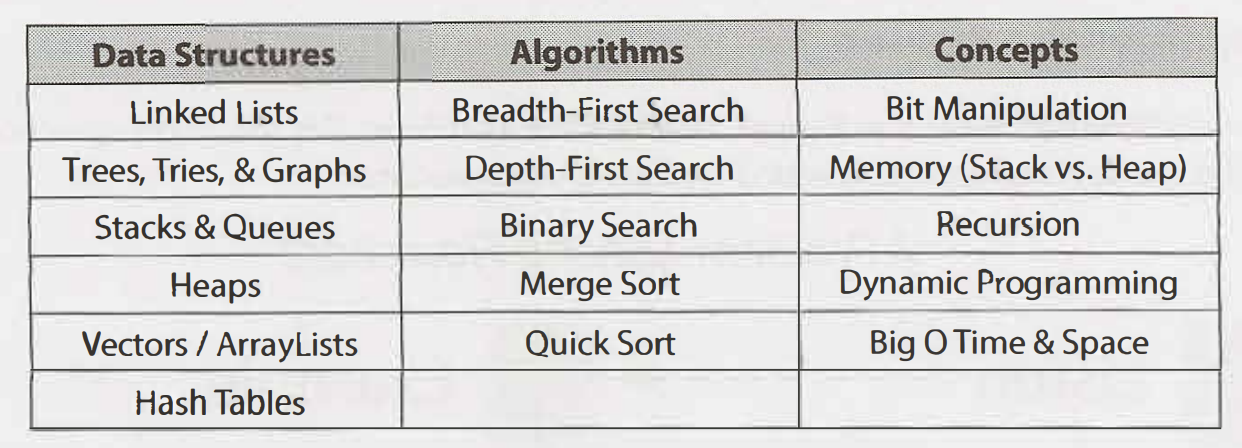 Data Structures Algorithms Concepts
Linked Lists Breadth-First Search Bit Manipulation
Trees, Tries, & Graphs Depth-First Search Memory (Stack vs. Heap)
Stacks & Queues Binary Search Recursion
Heaps Merge Sort Dynamic Programming
Vectors / ArrayLists Quick Sort Big O Time & Space
Hash Tables